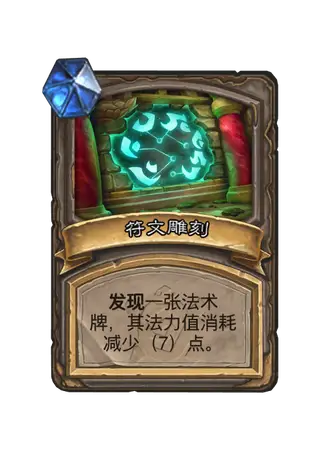 符文雕刻
发现一张法术
牌，其法力值消耗
减少（7）点。